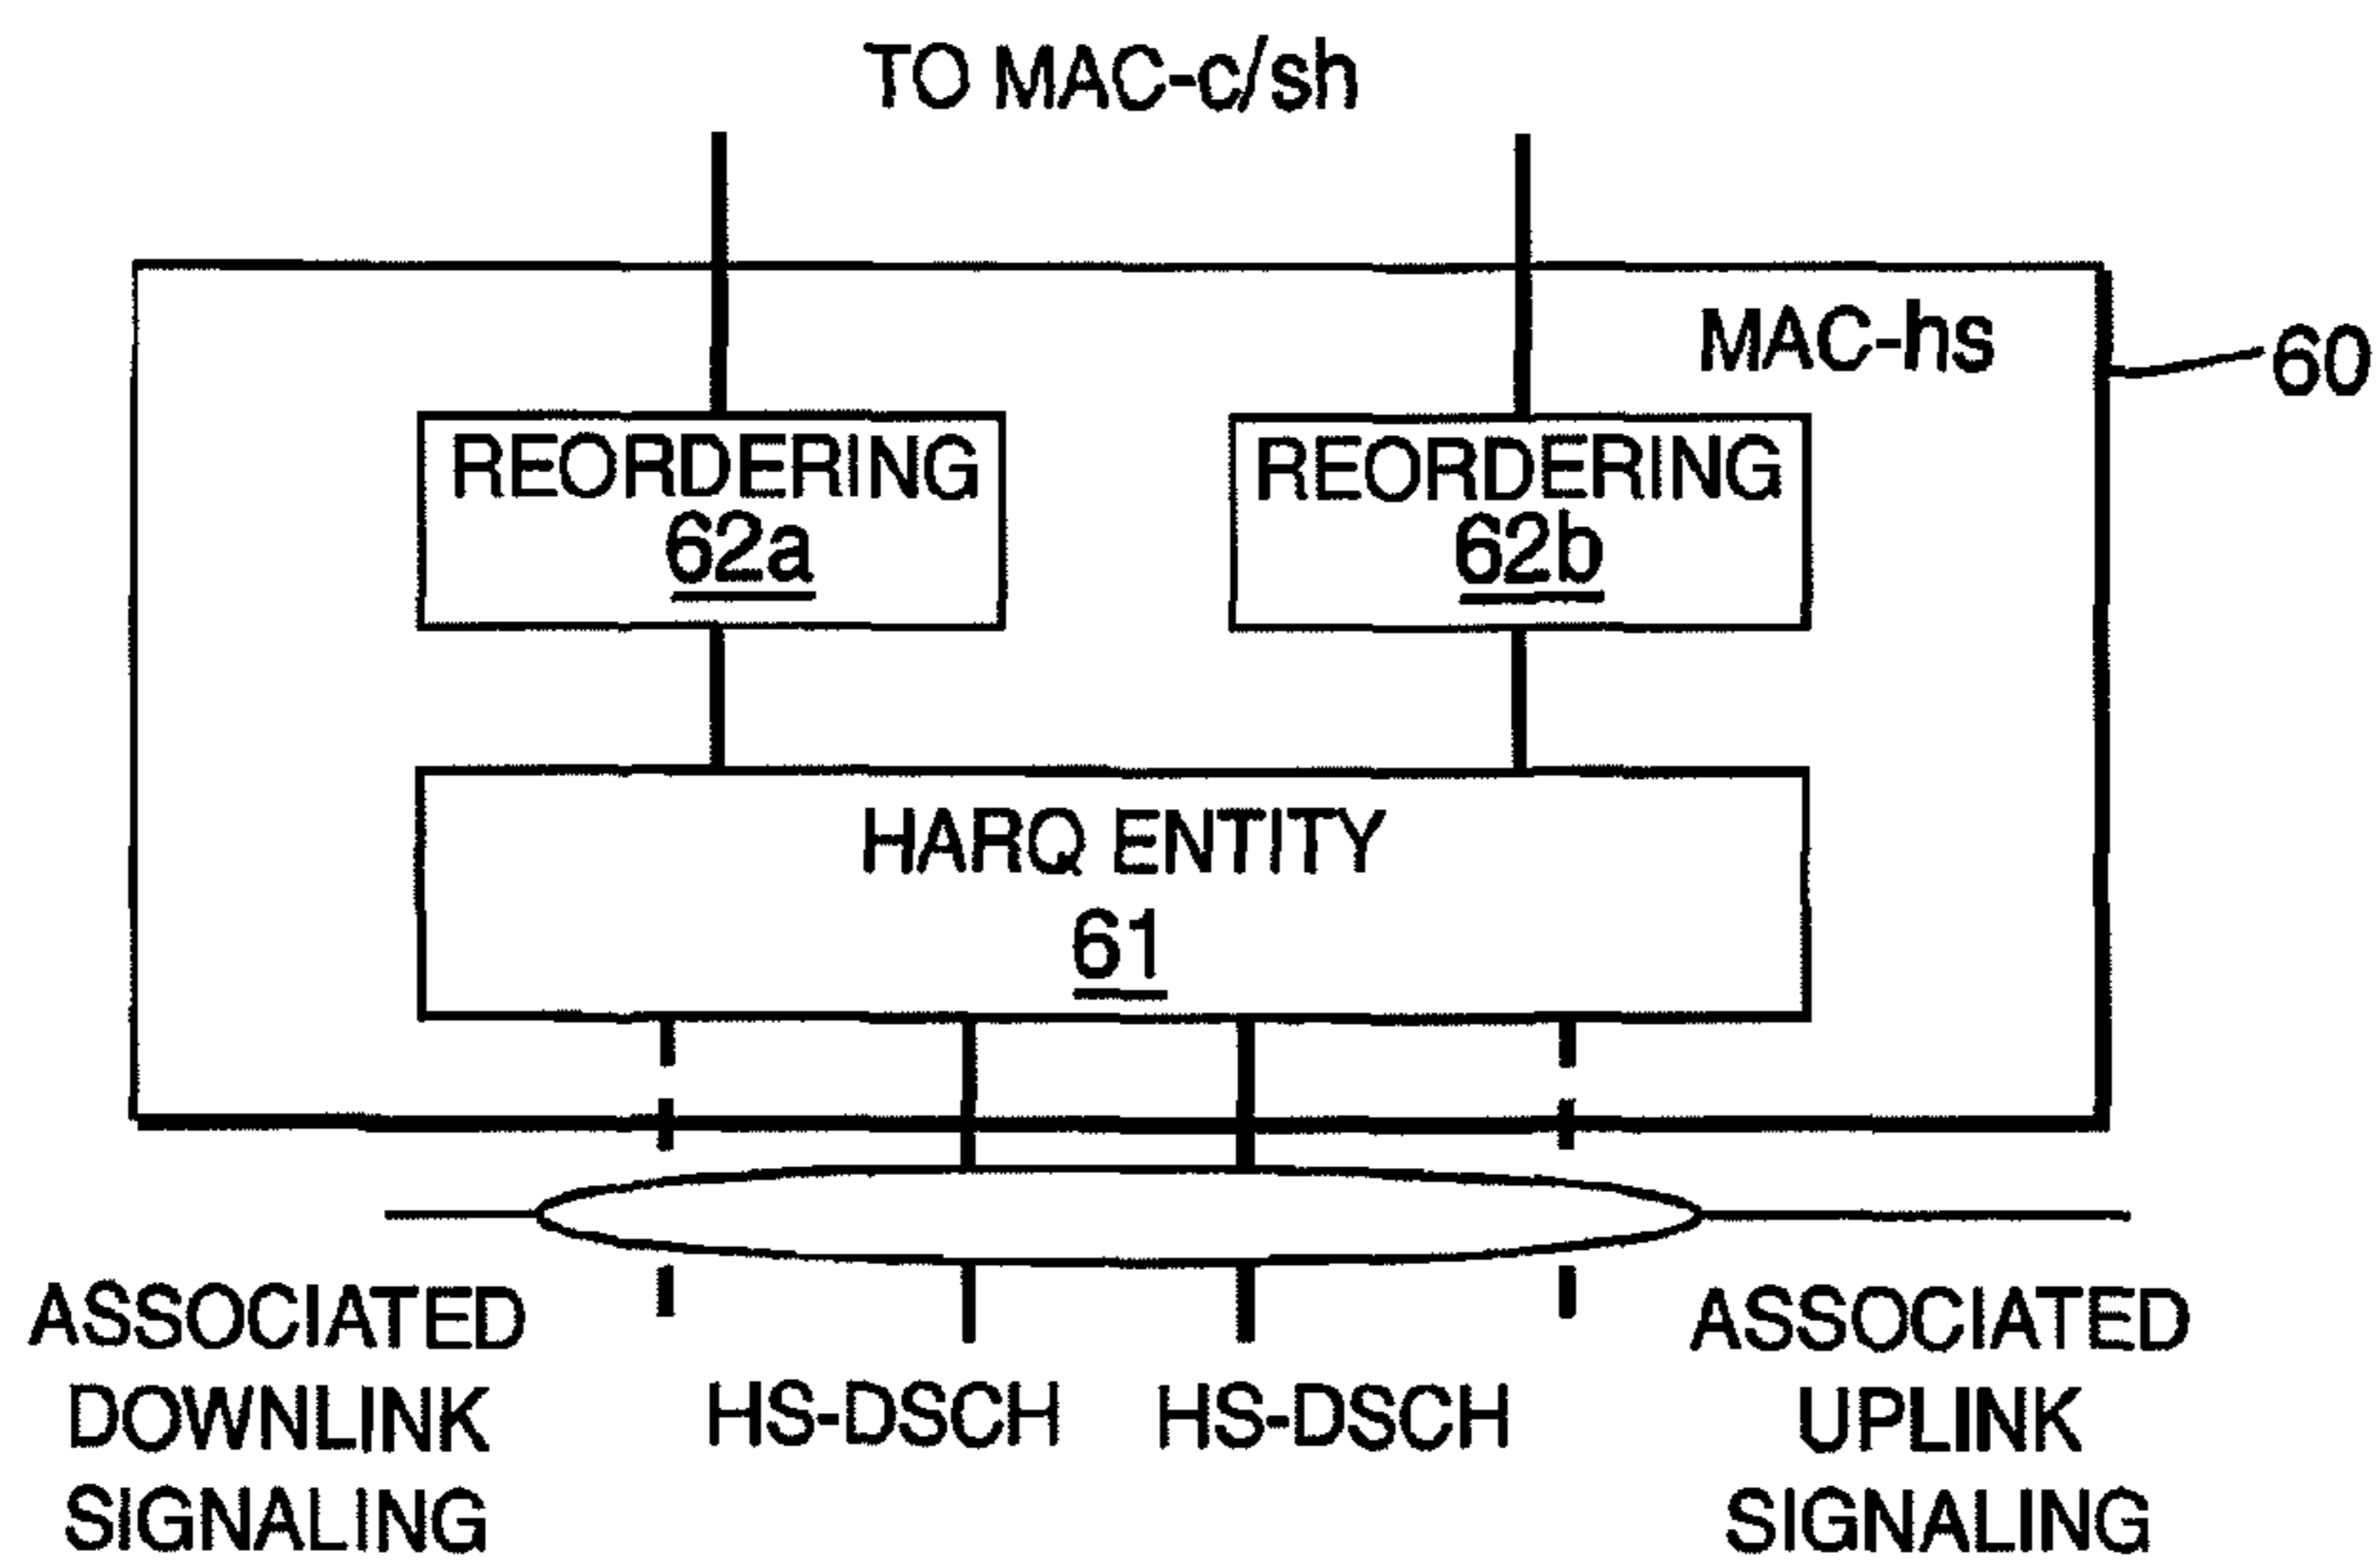 TO MAC-c/sh
MAC-hs
60
REORDERING
62a
REORDERING
62b
HARQ ENTITY
61
ASSOCIATED
DOWNLINK
SIGNALING
HS-DSCH
HS-DSCH
ASSOCIATED
UPLINK
SIGNALING